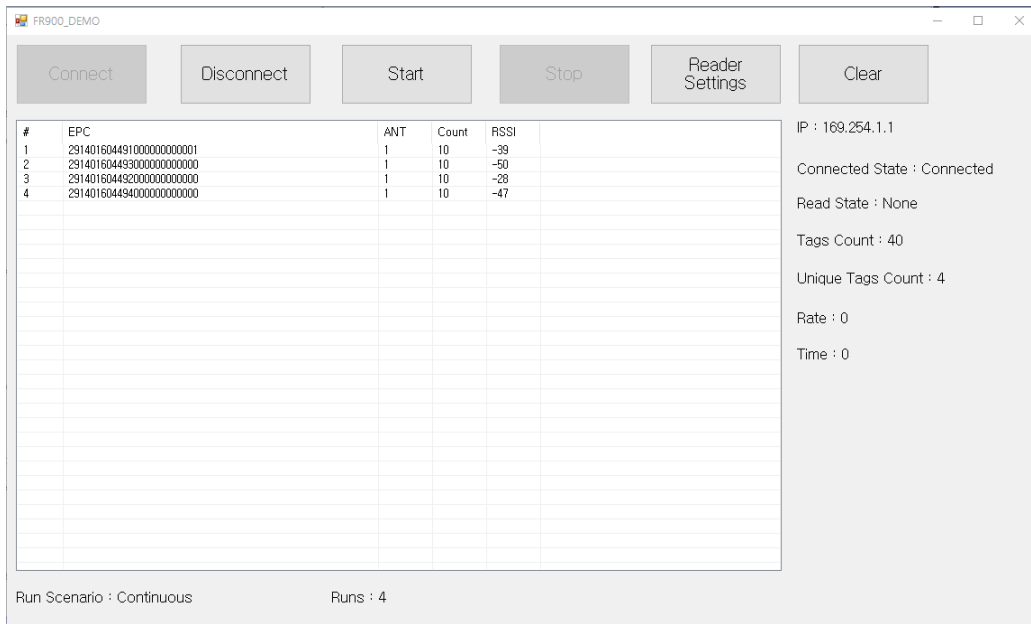 FR900_DEMO
Connect
Disconnect
Start
Stop
Reader
Settings
Clear
# EPC ANT Count RSSI
1 291401604491000000000001 1 10 -39
2 291401604493000000000000 1 10 -50
3 291401604492000000000000 1 10 -28
4 291401604494000000000000 1 10 -47
IP : 169.254.1.1
Connected State : Connected
Read State : None
Tags Count : 40
Unique Tags Count : 4
Rate : 0
Time : 0
Run Scenario : Continuous
Runs : 4